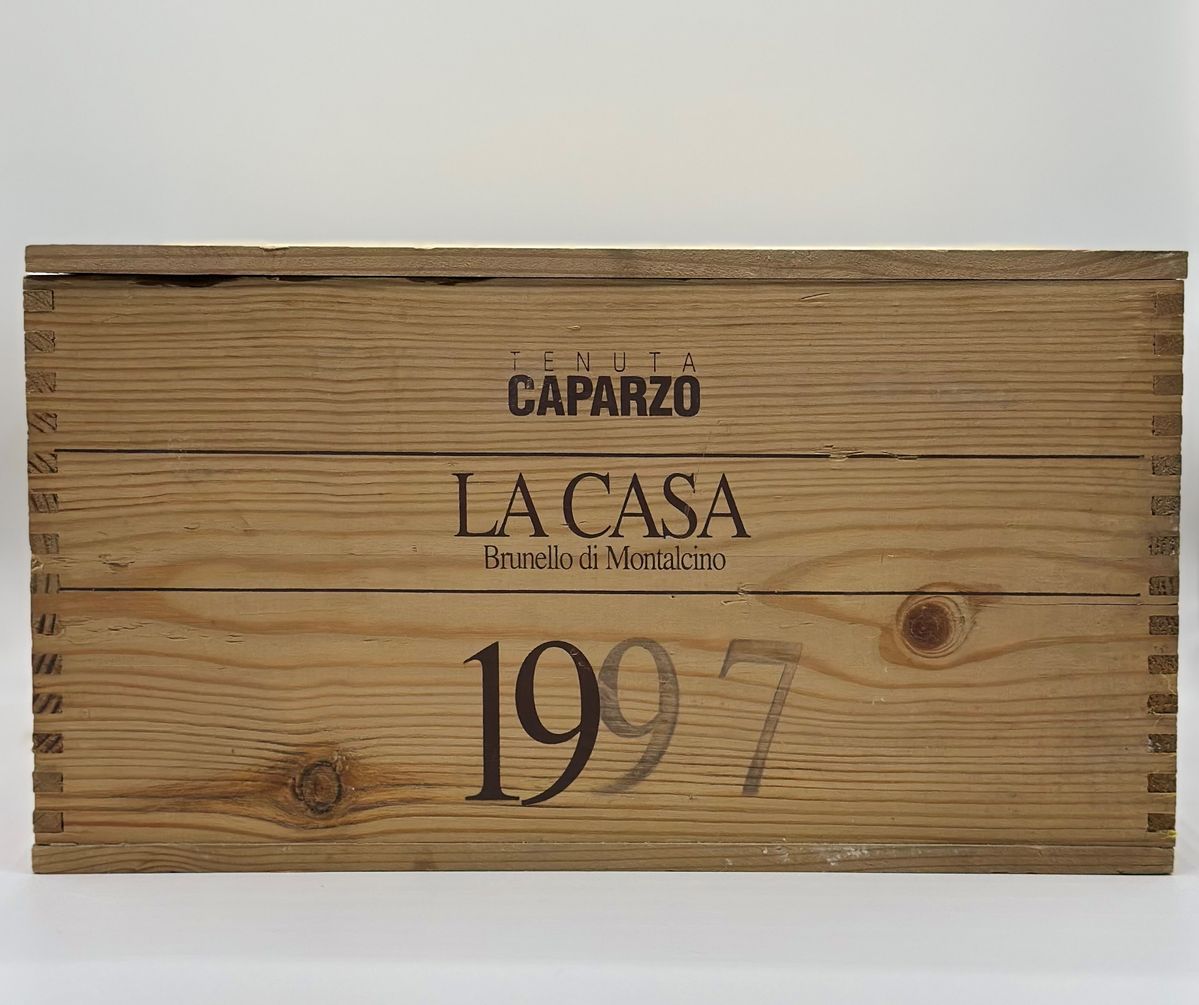 TENUTA
CAPARZO
LA CASA
Brunello di Montalcino
1997